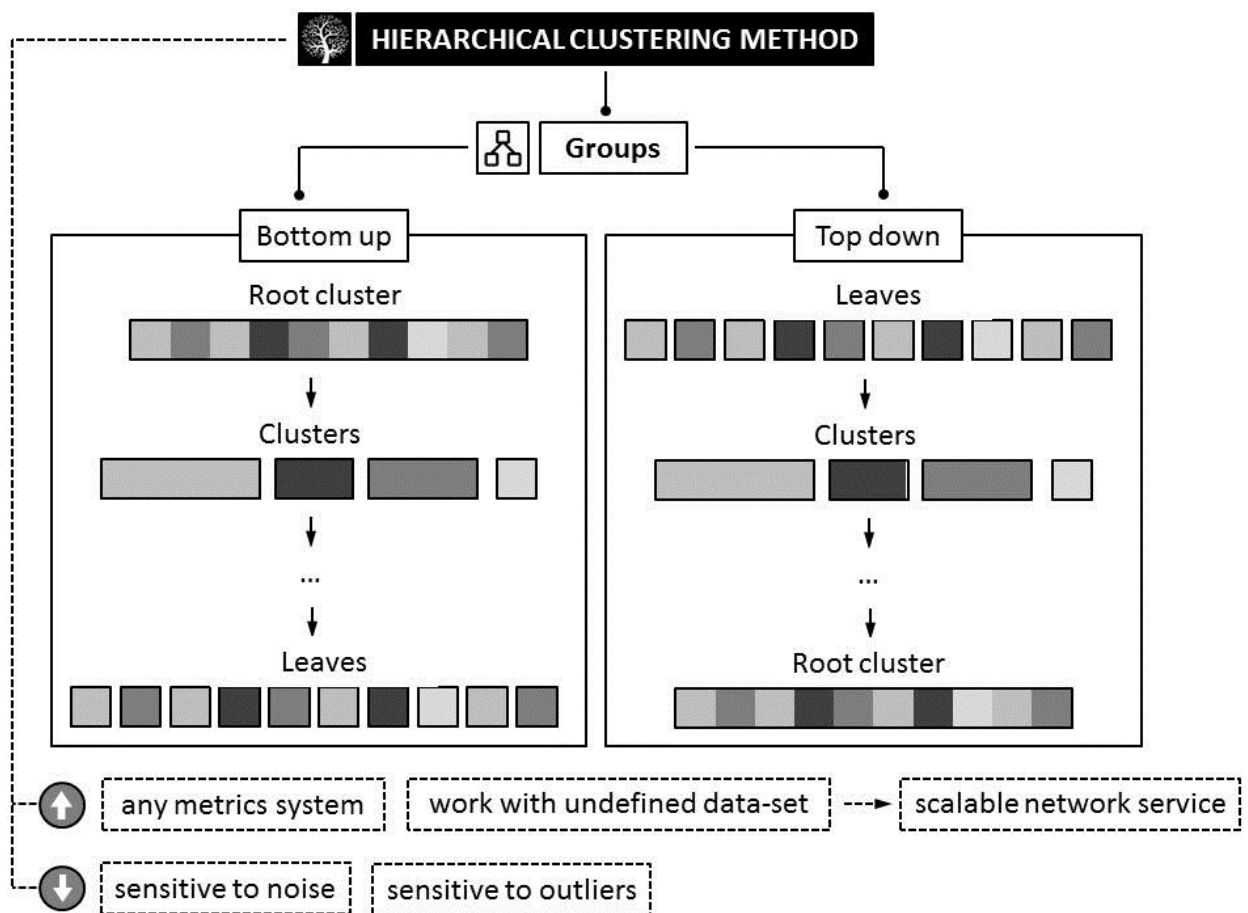 HIERARCHICAL CLUSTERING METHOD
Groups
Bottom up
Root cluster
Clusters
...
Leaves
Top down
Leaves
Clusters
...
Root cluster
any metrics system
work with undefined data-set
scalable network service
sensitive to noise
sensitive to outliers